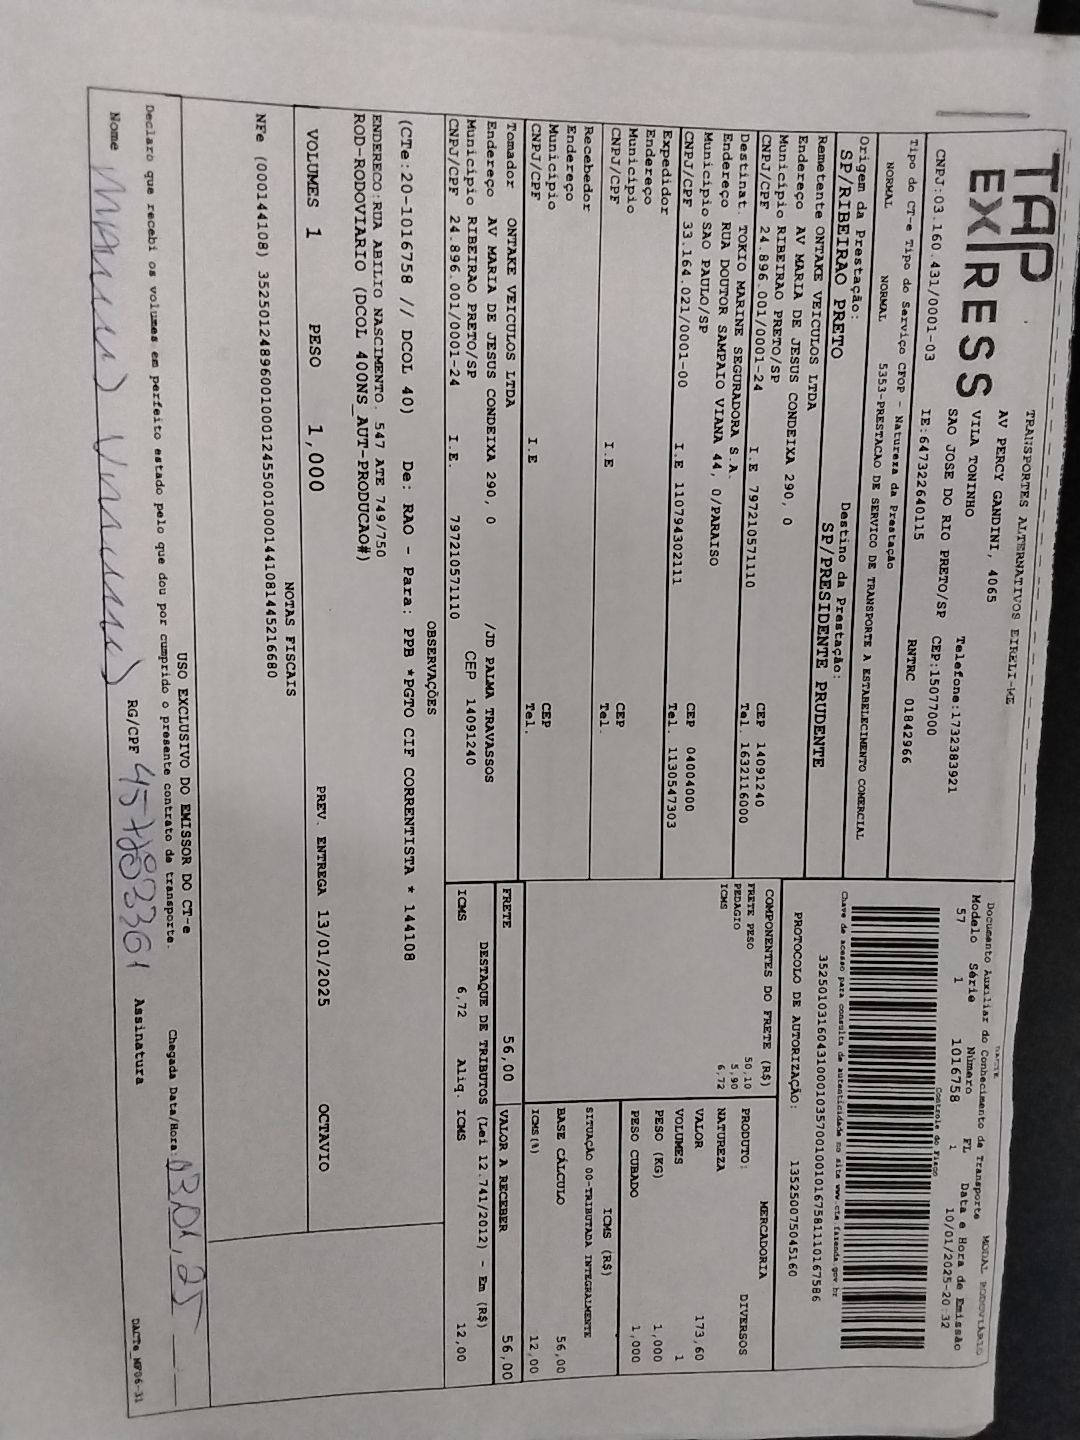 TAP
EXPRESS
TRANSPORTES ALTERNATIVOS EIRELI-ME
AV PERCY GANDINI, 4065
VILA TONINHO
SAO JOSE DO RIO PRETO/SP
Telefone:1732383921
CNPJ:03.160.431/0001-03
IE:647322640115
CEP:15077000
RNTRC 01842966
Tipo do CT-e Tipo do Serviço CFOP - Natureza da Prestação
NORMAL NORMAL 5353-PRESTACAO DE SERVICO DE TRANSPORTE A ESTABELECIMENTO COMERCIAL
Origem da Prestação: Destino da Prestação:
SP/RIBEIRAO PRETO SP/PRESIDENTE PRUDENTE
Remetente ONTAKE VEICULOS LTDA
Endereço AV MARIA DE JESUS CONDEIXA 290, 0
Município RIBEIRAO PRETO/SP CEP 14091240
CNPJ/CPF 24.896.001/0001-24 I.E 797210571110 Tel. 1632116000
Destinat. TOKIO MARINE SEGURADORA S.A.
Endereço RUA DOUTOR SAMPAIO VIANA 44, 0/PARAISO
Município SAO PAULO/SP CEP 04004000
CNPJ/CPF 33.164.021/0001-00 I.E 110794302111 Tel. 1130547303
Expedidor
Endereço
Município CEP
CNPJ/CPF I.E Tel.
Recebedor
Endereço
Município CEP
CNPJ/CPF I.E Tel.
Tomador ONTAKE VEICULOS LTDA
Endereço AV MARIA DE JESUS CONDEIXA 290, 0 /JD PALMA TRAVASSOS
Município RIBEIRAO PRETO/SP CEP 14091240
CNPJ/CPF 24.896.001/0001-24 I.E. 797210571110
DACTE
Documento Auxiliar do Conhecimento de Transporte MODAL RODOVIÁRIO
Modelo Série Número FL Data e Hora de Emissão
57 1 1016758 1 10/01/2025-20:32
Controle do Fisco
Chave de acesso para consulta de autenticidade no site www.cte.fazenda.gov.br
35250103160431000103570010010167581110167586
PROTOCOLO DE AUTORIZAÇÃO: 135250075045160
COMPONENTES DO FRETE (R$)
FRETE PESO 50,10
PEDAGIO 5,90
ICMS 6,72
MERCADORIA
PRODUTO: DIVERSOS
NATUREZA
VALOR 173,60
VOLUMES 1
PESO (KG) 1,000
PESO CUBADO 1,000
ICMS (R$)
SITUAÇÃO 00-TRIBUTADA INTEGRALMENTE
BASE CÁLCULO 56,00
ICMS(%) 12,00
FRETE 56,00 VALOR A RECEBER 56,00
DESTAQUE DE TRIBUTOS (Lei 12.741/2012) - Em (R$)
ICMS 6,72 Aliq. ICMS 12,00
OBSERVAÇÕES
(CTe:20-1016758 // DCOL 40) De: RAO - Para: PPB *PGTO CIF CORRENTISTA * 144108
ENDERECO:RUA ABILIO NASCIMENTO. 547 ATE 749/750
ROD-RODOVIARIO (DCOL 400NS_AUT-PRODUCAO#)
VOLUMES 1 PESO 1,000 PREV. ENTREGA 13/01/2025 OCTAVIO
NOTAS FISCAIS
NFe (000144108) 35250124896001000124550010001441081445216680
USO EXCLUSIVO DO EMISSOR DO CT-e
Declaro que recebi os volumes em perfeito estado pelo que dou por cumprido o presente contrato de transporte. Chegada Data/Hora: 13,01,25
Nome RG/CPF Assinatura
DACTe_MF06-31